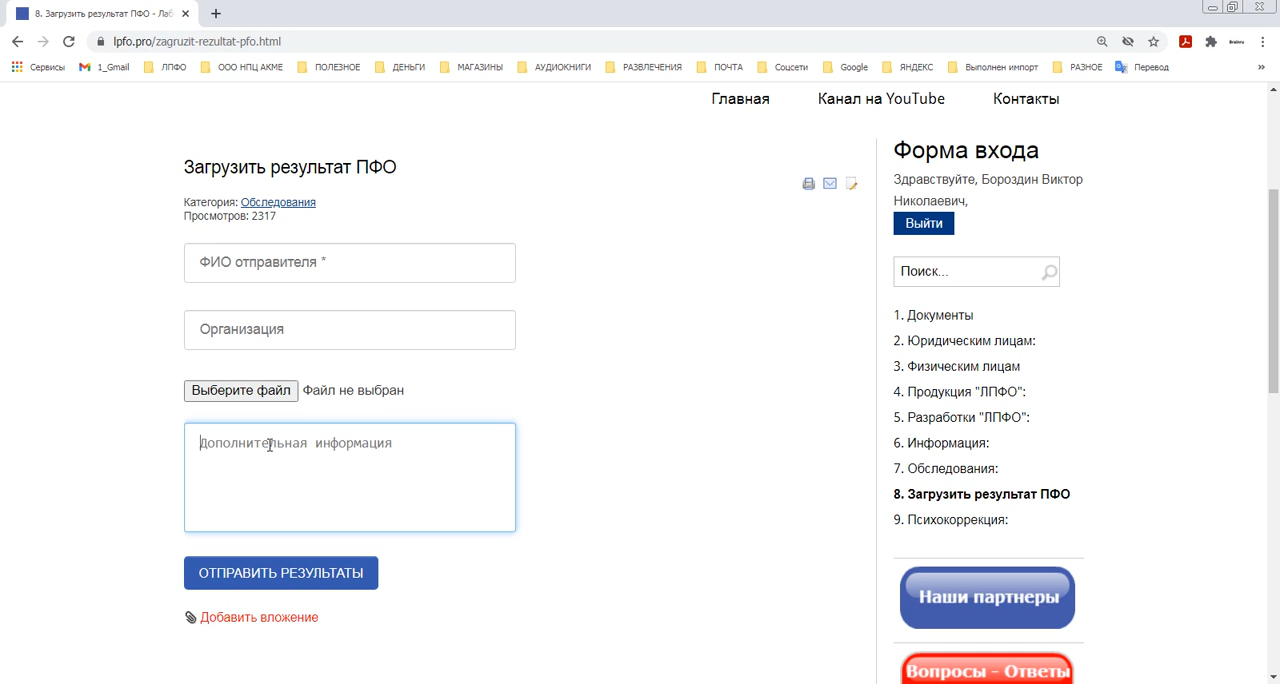 8. Загрузить результат ПФО - Лаб
lpfo.pro/zagruzit-rezultat-pfo.html
Сервисы
1_Gmail
ЛПФО
ООО НПЦ АКМЕ
ПОЛЕЗНОЕ
ДЕНЬГИ
МАГАЗИНЫ
АУДИОКНИГИ
РАЗВЛЕЧЕНИЯ
ПОЧТА
Соцсети
Google
ЯНДЕКС
Выполнен импорт
РАЗНОЕ
Перевод
»
Главная
Канал на YouTube
Контакты
Загрузить результат ПФО
Категория: Обследования
Просмотров: 2317
ФИО отправителя *
Организация
Выберите файл Файл не выбран
Дополнительная информация
ОТПРАВИТЬ РЕЗУЛЬТАТЫ
Добавить вложение
Форма входа
Здравствуйте, Бороздин Виктор
Николаевич,
Выйти
Поиск...
1. Документы
2. Юридическим лицам:
3. Физическим лицам
4. Продукция "ЛПФО":
5. Разработки "ЛПФО":
6. Информация:
7. Обследования:
8. Загрузить результат ПФО
9. Психокоррекция:
Наши партнеры
Вопросы - Ответы